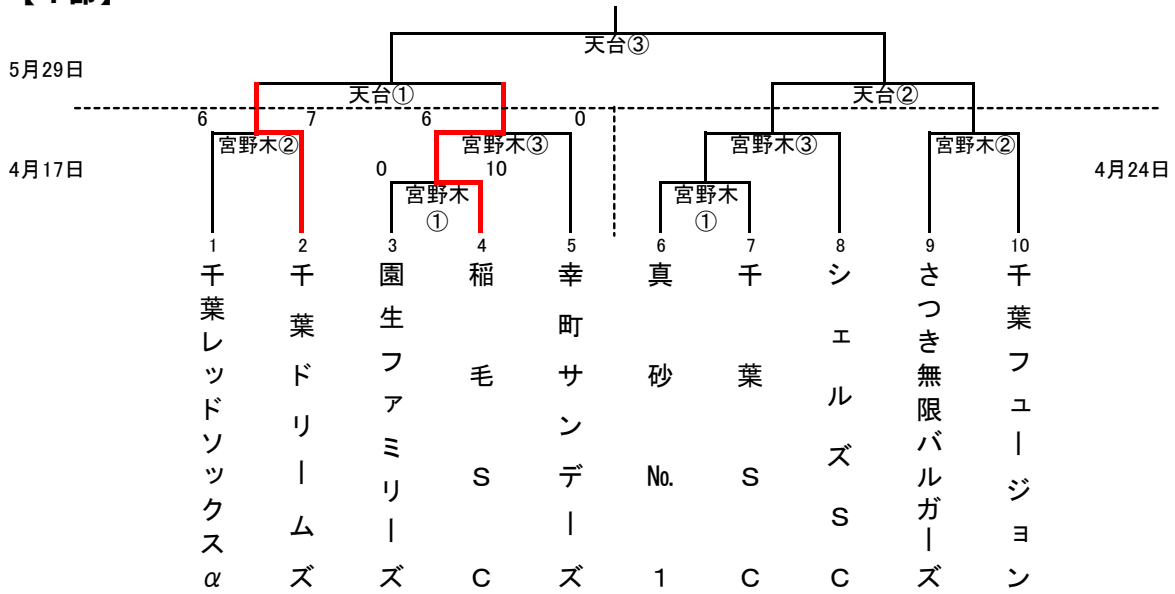 天台③
5月29日
天台① 天台②
6 7 6 0
宮野木② 宮野木③ 宮野木③ 宮野木②
4月17日 0 10 4月24日
宮野木① 宮野木①
1 2 3 4 5 6 7 8 9 10
千葉レッドソックスα
千葉ドリームズ
園生ファミリーズ
稲毛SC
幸町サンデーズ
真砂№1
千葉SC
シェルズSC
さつき無限バルガーズ
千葉フュージョン